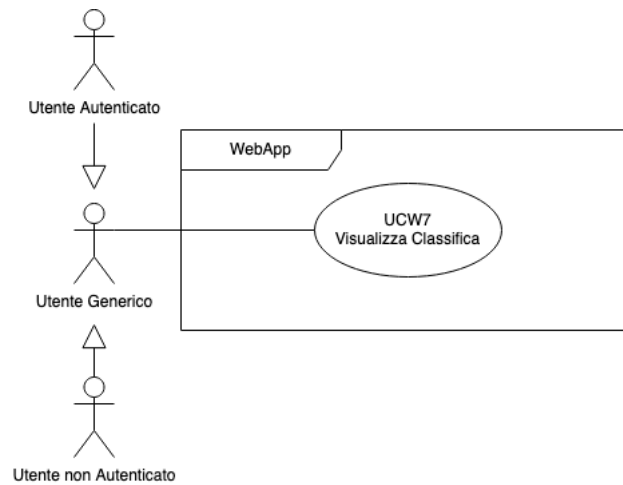 Utente Autenticato
WebApp
UCW7
Visualizza Classifica
Utente Generico
Utente non Autenticato